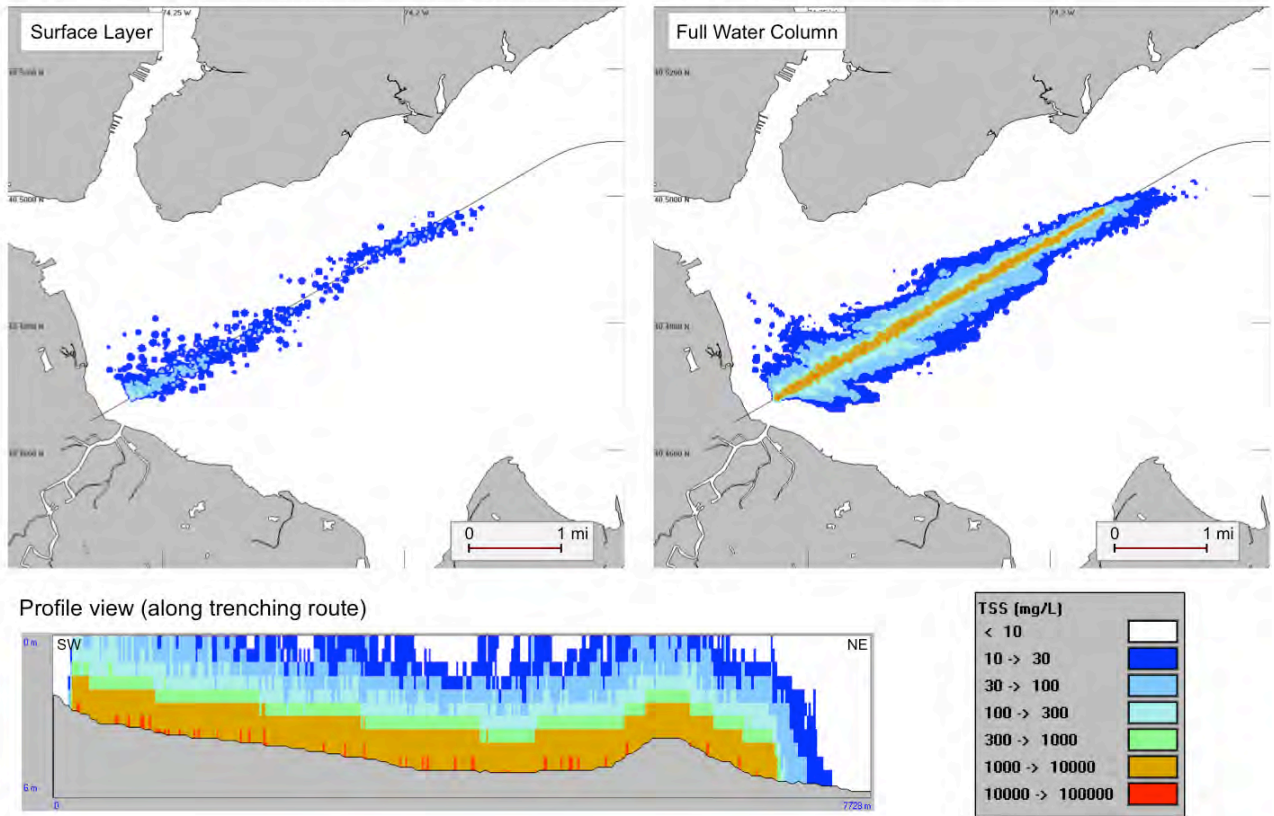 Surface Layer
74.25 W
74.2 W
40.5000 N
0
1 mi
Full Water Column
74.2 W
40.5000 N
0
1 mi
Profile view (along trenching route)
0 m
SW
NE
6 m
0
7728 m
TSS (mg/L)
< 10
10 -> 30
30 -> 100
100 -> 300
300 -> 1000
1000 -> 10000
10000 -> 100000